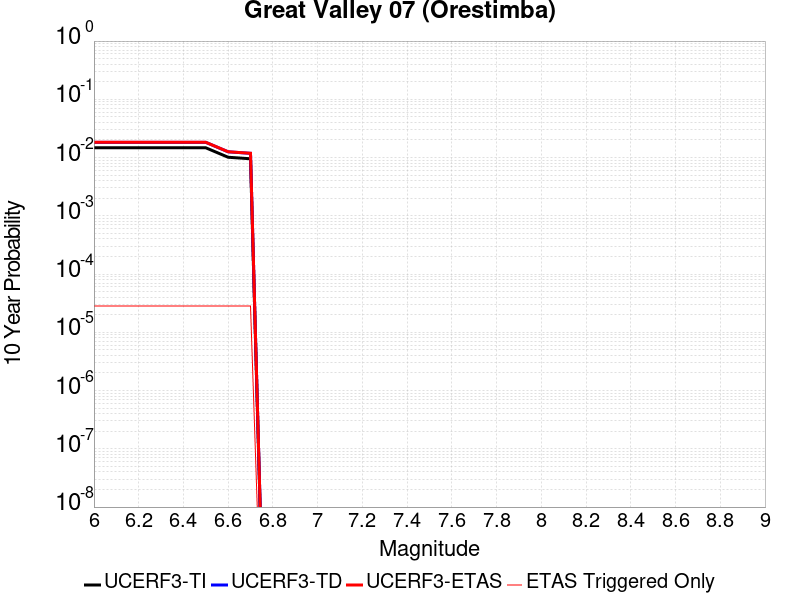 Great Valley 07 (Orestimba)
10^0
10^-1
10^-2
10^-3
10^-4
10^-5
10^-6
10^-7
10^-8
10 Year Probability
6 6.2 6.4 6.6 6.8 7 7.2 7.4 7.6 7.8 8 8.2 8.4 8.6 8.8 9
Magnitude
UCERF3-TI UCERF3-TD UCERF3-ETAS ETAS Triggered Only